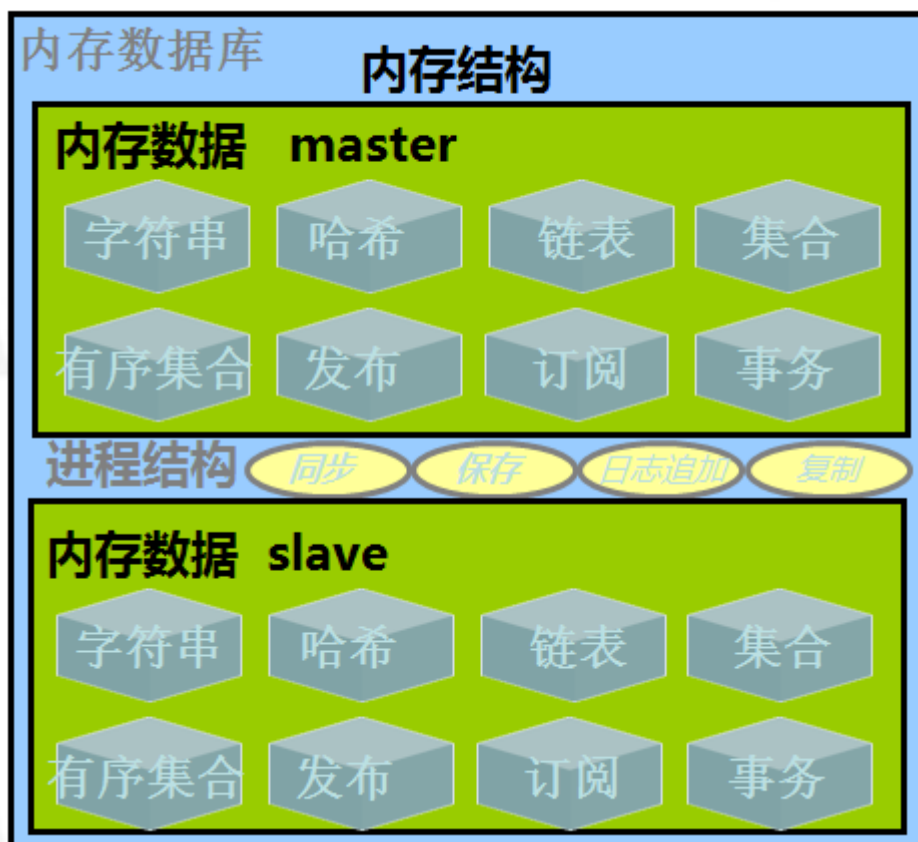 内存数据库
内存结构
内存数据 master
字符串 哈希 链表 集合
有序集合 发布 订阅 事务
进程结构 同步 保存 日志追加 复制
内存数据 slave
字符串 哈希 链表 集合
有序集合 发布 订阅 事务